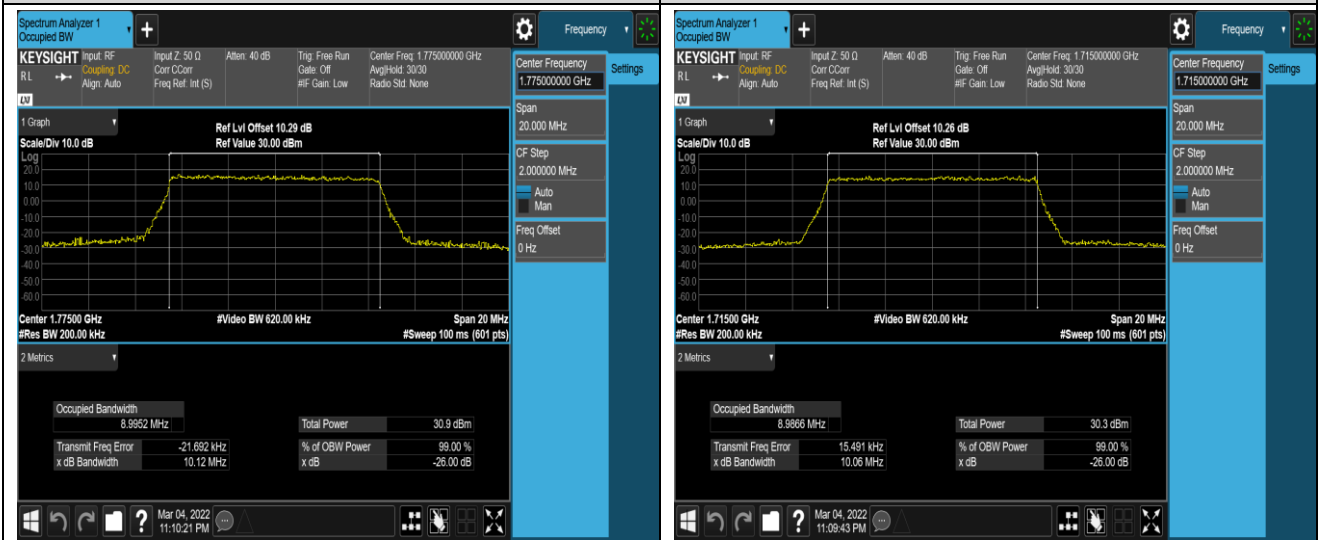 Spectrum Analyzer 1
Occupied BW
+
Frequency
KEYSIGHT
Input: RF
Coupling: DC
Align: Auto
Input Z: 50 Ω
Corr CCorr
Freq Ref: Int (S)
Atten: 40 dB
Trig: Free Run
Gate: Off
#IF Gain: Low
Center Freq: 1.775000000 GHz
Avg|Hold: 30/30
Radio Std: None
RL
LXI
Center Frequency
1.775000000 GHz
Settings
Span
20.000 MHz
CF Step
2.000000 MHz
Auto
Man
Freq Offset
0 Hz
1 Graph
Ref Lvl Offset 10.29 dB
Scale/Div 10.0 dB
Ref Value 30.00 dBm
Log
20.0
10.0
0.00
-10.0
-20.0
-30.0
-40.0
-50.0
-60.0
Center 1.77500 GHz
#Video BW 620.00 kHz
Span 20 MHz
#Res BW 200.00 kHz
#Sweep 100 ms (601 pts)
2 Metrics
Occupied Bandwidth
8.9952 MHz
Total Power 30.9 dBm
Transmit Freq Error -21.692 kHz
% of OBW Power 99.00 %
x dB Bandwidth 10.12 MHz
x dB -26.00 dB
?
Mar 04, 2022
11:10:21 PM
Spectrum Analyzer 1
Occupied BW
+
Frequency
KEYSIGHT
Input: RF
Coupling: DC
Align: Auto
Input Z: 50 Ω
Corr CCorr
Freq Ref: Int (S)
Atten: 40 dB
Trig: Free Run
Gate: Off
#IF Gain: Low
Center Freq: 1.715000000 GHz
Avg|Hold: 30/30
Radio Std: None
RL
LXI
Center Frequency
1.715000000 GHz
Settings
Span
20.000 MHz
CF Step
2.000000 MHz
Auto
Man
Freq Offset
0 Hz
1 Graph
Ref Lvl Offset 10.26 dB
Scale/Div 10.0 dB
Ref Value 30.00 dBm
Log
20.0
10.0
0.00
-10.0
-20.0
-30.0
-40.0
-50.0
-60.0
Center 1.71500 GHz
#Video BW 620.00 kHz
Span 20 MHz
#Res BW 200.00 kHz
#Sweep 100 ms (601 pts)
2 Metrics
Occupied Bandwidth
8.9866 MHz
Total Power 30.3 dBm
Transmit Freq Error 15.491 kHz
% of OBW Power 99.00 %
x dB Bandwidth 10.06 MHz
x dB -26.00 dB
?
Mar 04, 2022
11:09:43 PM